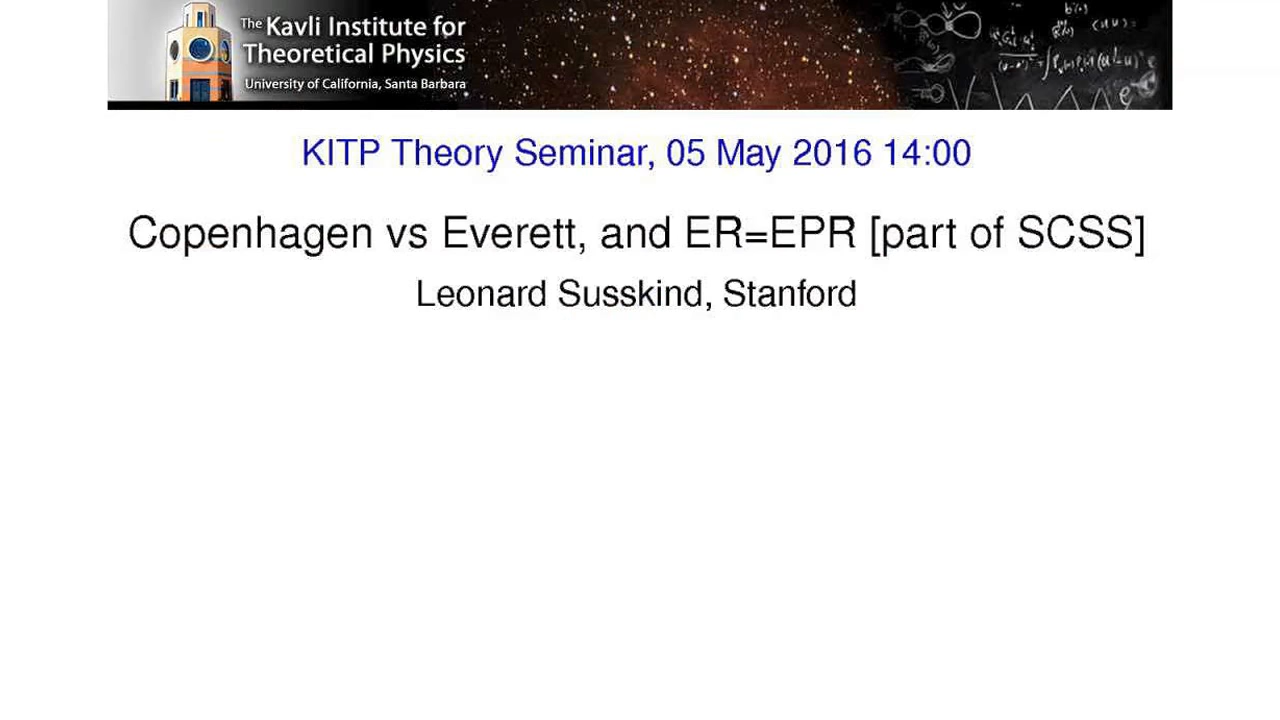 The Kavli Institute for
Theoretical Physics
University of California, Santa Barbara
KITP Theory Seminar, 05 May 2016 14:00
Copenhagen vs Everett, and ER=EPR [part of SCSS]
Leonard Susskind, Stanford